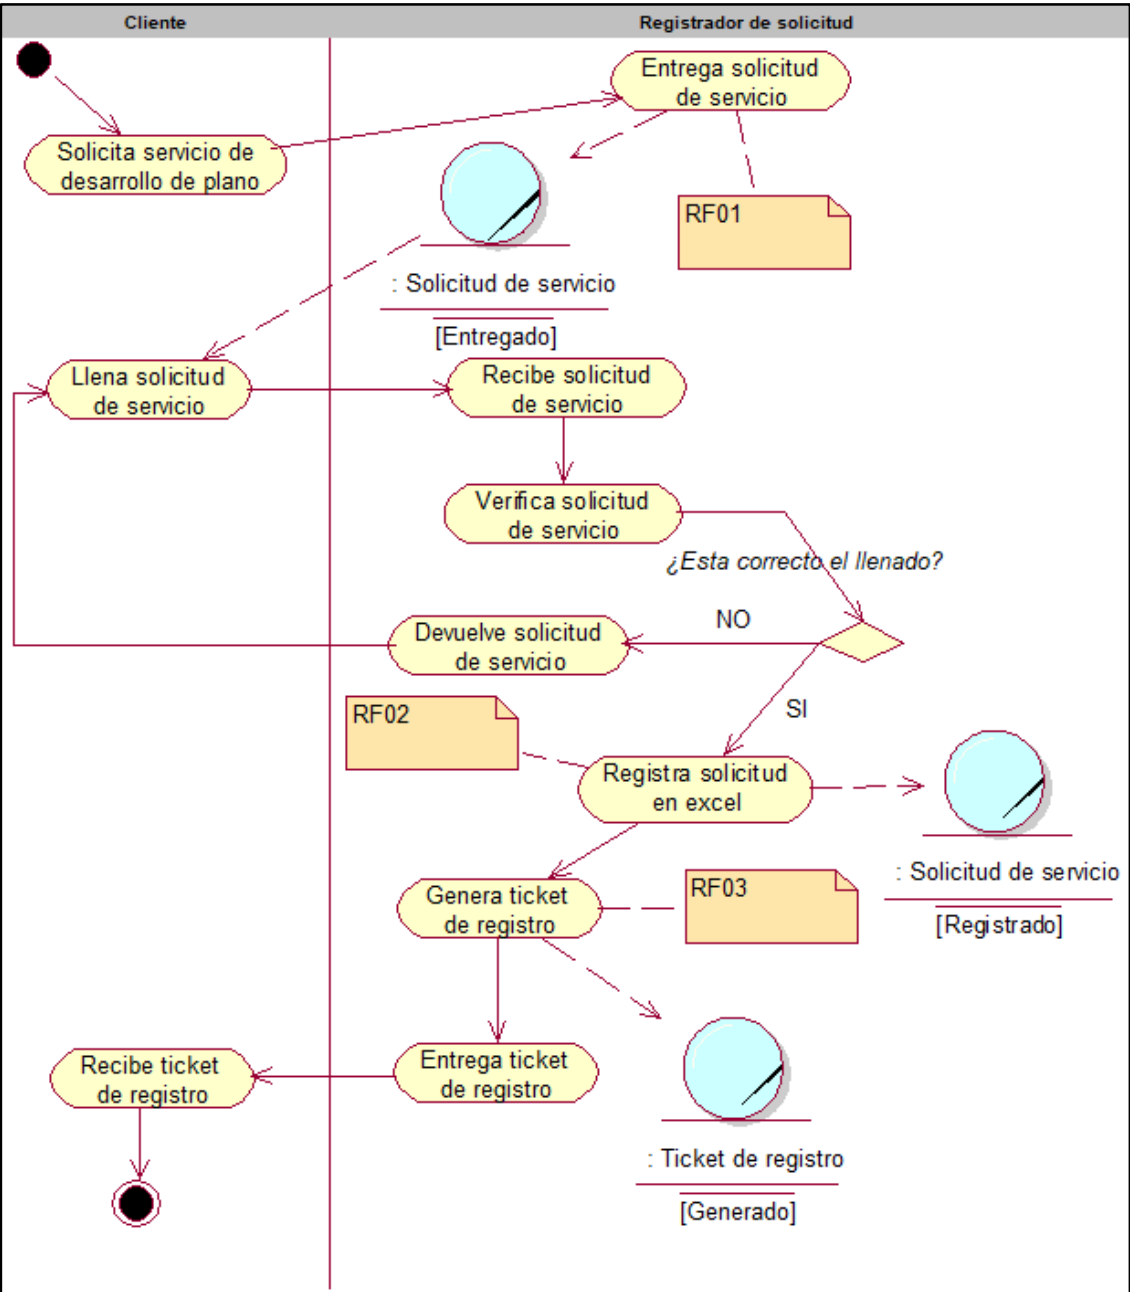 Cliente
Registrador de solicitud
Entrega solicitud
de servicio
Solicita servicio de
desarrollo de plano
RF01
: Solicitud de servicio
[Entregado]
Llena solicitud
de servicio
Recibe solicitud
de servicio
Verifica solicitud
de servicio
¿Esta correcto el llenado?
NO
Devuelve solicitud
de servicio
SI
RF02
Registra solicitud
en excel
: Solicitud de servicio
[Registrado]
Genera ticket
de registro
RF03
Entrega ticket
de registro
Recibe ticket
de registro
: Ticket de registro
[Generado]